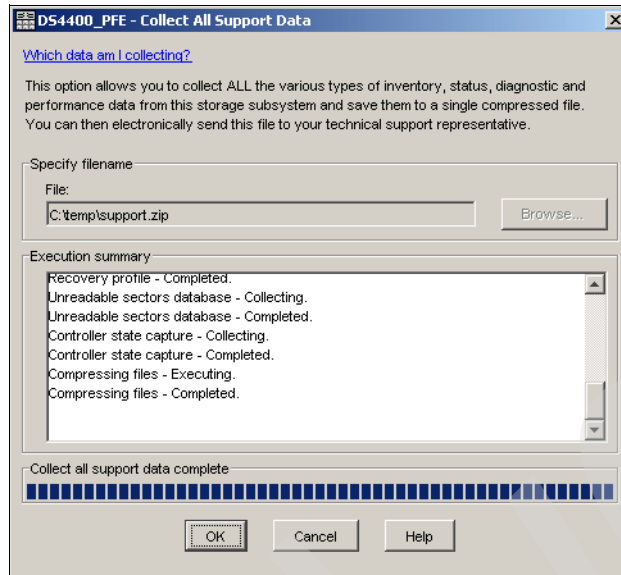 DS4400_PFE - Collect All Support Data
Which data am I collecting?
This option allows you to collect ALL the various types of inventory, status, diagnostic and
performance data from this storage subsystem and save them to a single compressed file.
You can then electronically send this file to your technical support representative.
Specify filename
File:
C:\temp\support.zip
Browse...
Execution summary
Recovery profile - Completed.
Unreadable sectors database - Collecting.
Unreadable sectors database - Completed.
Controller state capture - Collecting.
Controller state capture - Completed.
Compressing files - Executing.
Compressing files - Completed.
Collect all support data complete
OK Cancel Help